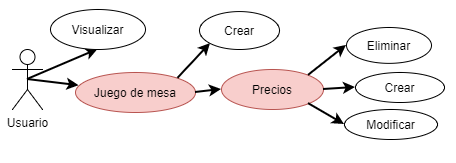 Visualizar
Crear
Eliminar
Juego de mesa
Precios
Crear
Usuario
Modificar